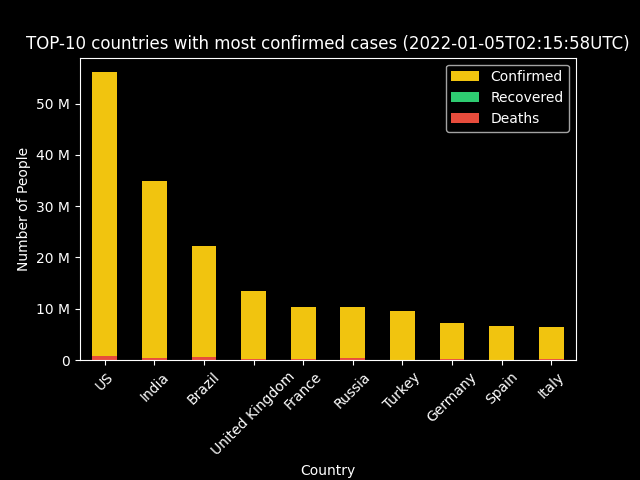 TOP-10 countries with most confirmed cases (2022-01-05T02:15:58UTC)
Confirmed
Recovered
Deaths
Number of People
50 M
40 M
30 M
20 M
10 M
0
US
India
Brazil
United Kingdom
France
Russia
Turkey
Germany
Spain
Italy
Country